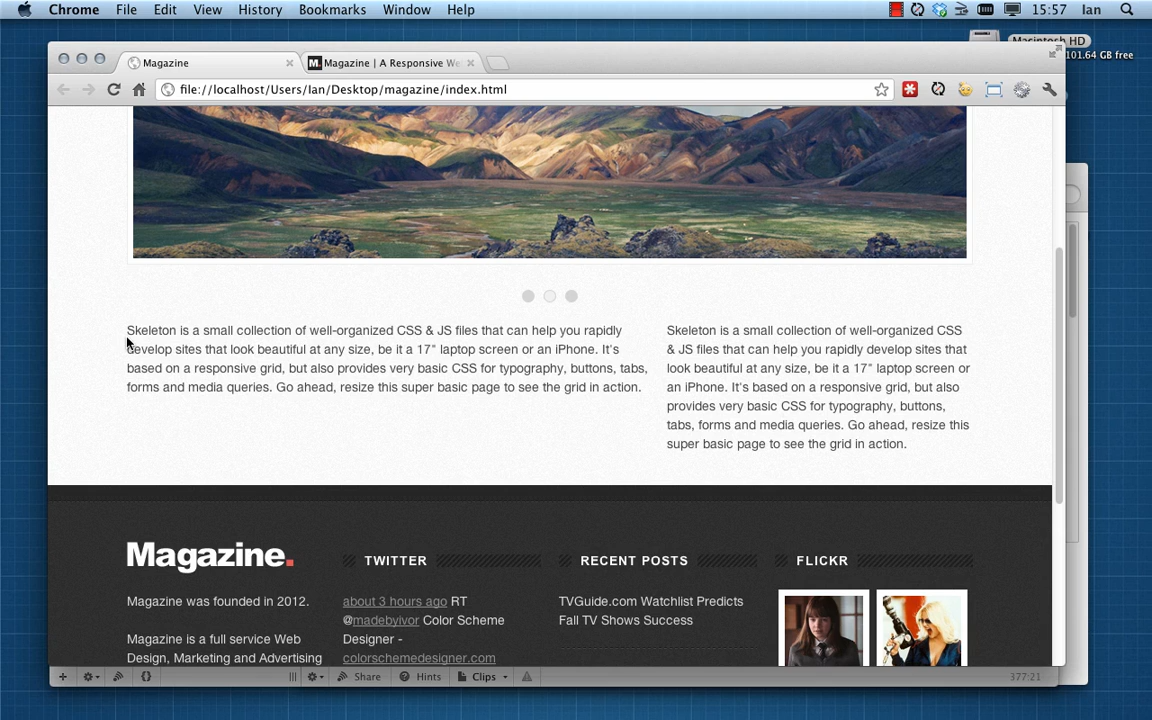 Chrome File Edit View History Bookmarks Window Help 15:57 Ian
Macintosh HD
101.64 GB free
Magazine
M. Magazine | A Responsive We
file://localhost/Users/Ian/Desktop/magazine/index.html
Skeleton is a small collection of well-organized CSS & JS files that can help you rapidly
develop sites that look beautiful at any size, be it a 17" laptop screen or an iPhone. It's
based on a responsive grid, but also provides very basic CSS for typography, buttons, tabs,
forms and media queries. Go ahead, resize this super basic page to see the grid in action.
Skeleton is a small collection of well-organized CSS
& JS files that can help you rapidly develop sites that
look beautiful at any size, be it a 17" laptop screen or
an iPhone. It's based on a responsive grid, but also
provides very basic CSS for typography, buttons,
tabs, forms and media queries. Go ahead, resize this
super basic page to see the grid in action.
Magazine.
Magazine was founded in 2012.
Magazine is a full service Web
Design, Marketing and Advertising
TWITTER
about 3 hours ago RT
@madebyivor Color Scheme
Designer -
colorschemedesigner.com
RECENT POSTS
TVGuide.com Watchlist Predicts
Fall TV Shows Success
FLICKR
Share Hints Clips 377:21